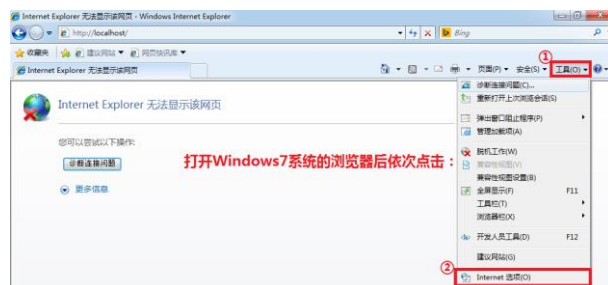 Internet Explorer 无法显示该网页 - Windows Internet Explorer
http://localhost/
Bing
收藏夹 建议网站 网页快讯库
Internet Explorer 无法显示该网页
页面(P) 安全(S) 工具(O)
①
Internet Explorer 无法显示该网页
您可以尝试以下操作:
诊断连接问题
更多信息
打开Windows7系统的浏览器后依次点击：
诊断连接问题(C)...
重新打开上次浏览会话(S)
弹出窗口阻止程序(P)
管理加载项(A)
脱机工作(W)
兼容性视图(V)
兼容性视图设置(B)
全屏显示(F) F11
工具栏(T)
浏览器栏(X)
开发人员工具(D) F12
建议网站(G)
②
Internet 选项(O)